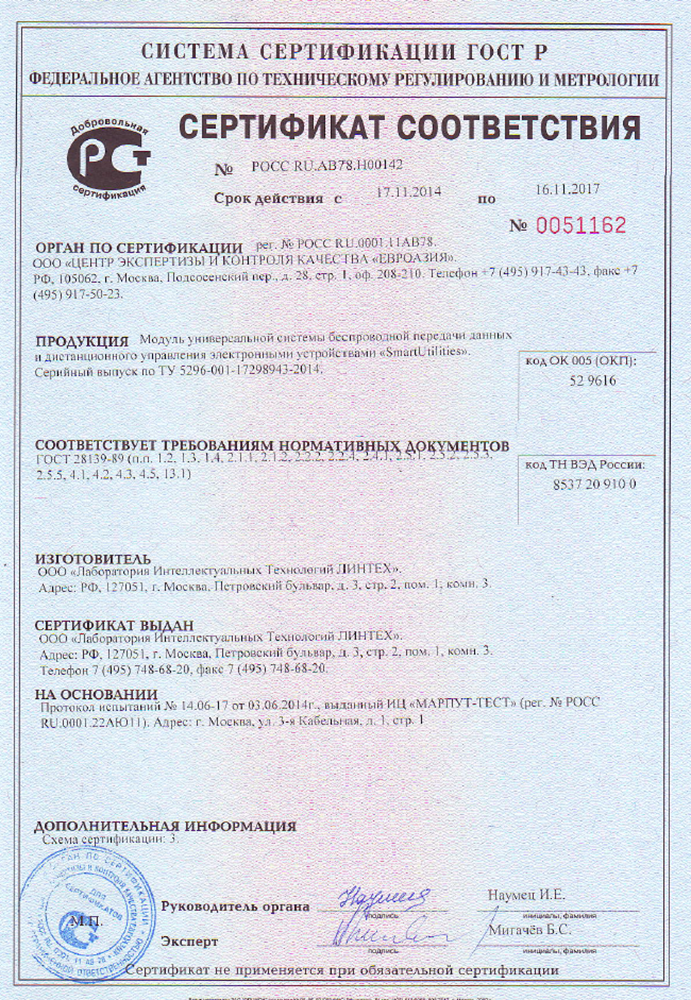 СИСТЕМА СЕРТИФИКАЦИИ ГОСТ Р
ФЕДЕРАЛЬНОЕ АГЕНТСТВО ПО ТЕХНИЧЕСКОМУ РЕГУЛИРОВАНИЮ И МЕТРОЛОГИИ
Добровольная
РСТ
сертификация
СЕРТИФИКАТ СООТВЕТСТВИЯ
№ РОСС RU.АВ78.Н00142
Срок действия с 17.11.2014 по 16.11.2017
№ 0051162
ОРГАН ПО СЕРТИФИКАЦИИ рег. № РОСС RU.0001.11АВ78.
ООО «ЦЕНТР ЭКСПЕРТИЗЫ И КОНТРОЛЯ КАЧЕСТВА «ЕВРОАЗИЯ».
РФ, 105062, г. Москва, Подсосенский пер., д. 28, стр. 1, оф. 208-210. Телефон +7 (495) 917-43-43, факс +7
(495) 917-50-23.
ПРОДУКЦИЯ Модуль универсальной системы беспроводной передачи данных
и дистанционного управления электронными устройствами «SmartUtilities».
Серийный выпуск по ТУ 5296-001-17298943-2014.
код ОК 005 (ОКП):
52 9616
СООТВЕТСТВУЕТ ТРЕБОВАНИЯМ НОРМАТИВНЫХ ДОКУМЕНТОВ
ГОСТ 28139-89 (п.п. 1.2, 1.3, 1.4, 2.1.1, 2.1.2, 2.2.2, 2.2.4, 2.4.1, 2.5.1, 2.5.2, 2.5.3,
2.5.5, 4.1, 4.2, 4.3, 4.5, 13.1)
код ТН ВЭД России:
8537 20 910 0
ИЗГОТОВИТЕЛЬ
ООО «Лаборатория Интеллектуальных Технологий ЛИНТЕХ».
Адрес: РФ, 127051, г. Москва, Петровский бульвар, д. 3, стр. 2, пом. 1, комн. 3.
СЕРТИФИКАТ ВЫДАН
ООО «Лаборатория Интеллектуальных Технологий ЛИНТЕХ».
Адрес: РФ, 127051, г. Москва, Петровский бульвар, д. 3, стр. 2, пом. 1, комн. 3.
Телефон 7 (495) 748-68-20, факс 7 (495) 748-68-20.
НА ОСНОВАНИИ
Протокол испытаний № 14.06-17 от 03.06.2014г., выданный ИЦ «МАРПУТ-ТЕСТ» (рег. № РОСС
RU.0001.22АЮ11). Адрес: г. Москва, ул. 3-я Кабельная, д. 1, стр. 1
ДОПОЛНИТЕЛЬНАЯ ИНФОРМАЦИЯ
Схема сертификации: 3.
ДЛЯ
СЕРТИФИКАТОВ
М.П.
Руководитель органа
подпись
Наумец И.Е.
инициалы, фамилия
Эксперт
подпись
Мигачёв Б.С.
инициалы, фамилия
Сертификат не применяется при обязательной сертификации